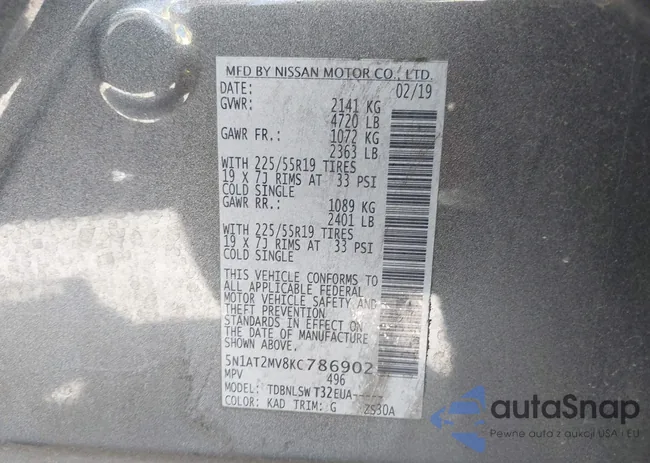 MFD BY NISSAN MOTOR CO., LTD.
DATE: 02/19
GVWR: 2141 KG
4720 LB
GAWR FR.: 1072 KG
2363 LB
WITH 225/55R19 TIRES
19 X 7J RIMS AT 33 PSI
COLD SINGLE
GAWR RR.: 1089 KG
2401 LB
WITH 225/55R19 TIRES
19 X 7J RIMS AT 33 PSI
COLD SINGLE
THIS VEHICLE CONFORMS TO
ALL APPLICABLE FEDERAL
MOTOR VEHICLE SAFETY AND
THEFT PREVENTION
STANDARDS IN EFFECT ON
THE DATE OF MANUFACTURE
SHOWN ABOVE.
5N1AT2MV8KC786902
MPV 496
MODEL: TDBNLSW T32EUA-----
COLOR: KAD TRIM: G ZS30A
autaSnap
Pewne auta z aukcji USA i EU